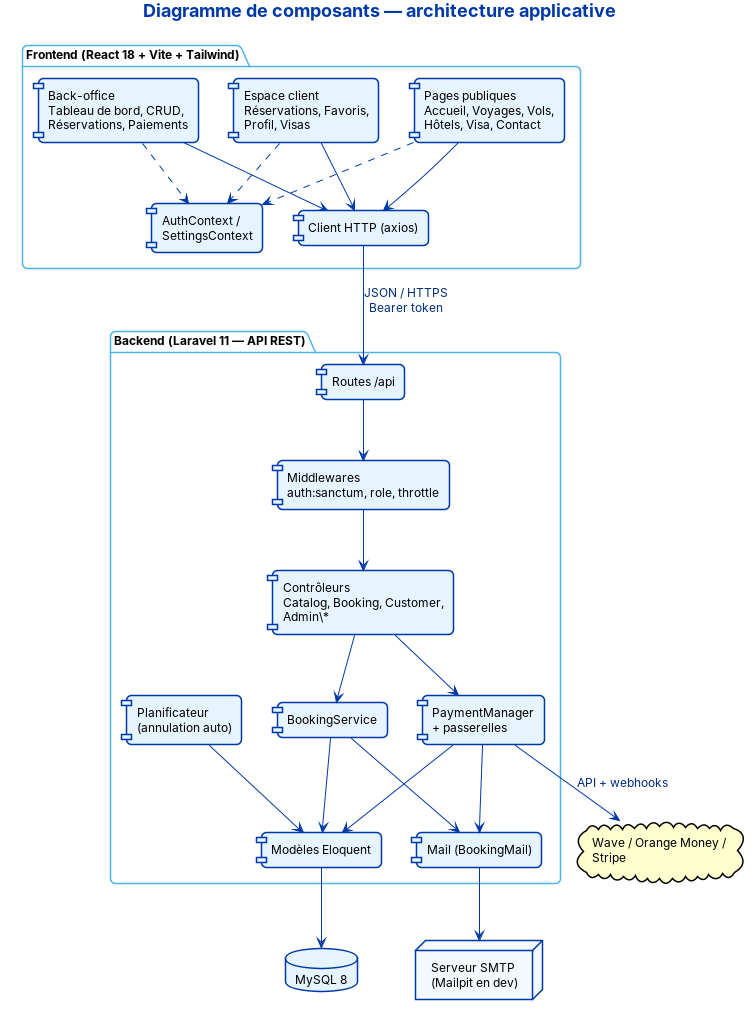 Diagramme de composants — architecture applicative
Frontend (React 18 + Vite + Tailwind)
Back-office
Tableau de bord, CRUD,
Réservations, Paiements
Espace client
Réservations, Favoris,
Profil, Visas
Pages publiques
Accueil, Voyages, Vols,
Hôtels, Visa, Contact
AuthContext /
SettingsContext
Client HTTP (axios)
JSON / HTTPS
Bearer token
Backend (Laravel 11 — API REST)
Routes /api
Middlewares
auth:sanctum, role, throttle
Contrôleurs
Catalog, Booking, Customer,
Admin\*
Planificateur
(annulation auto)
BookingService
PaymentManager
+ passerelles
API + webhooks
Modèles Eloquent
Mail (BookingMail)
Wave / Orange Money /
Stripe
MySQL 8
Serveur SMTP
(Mailpit en dev)